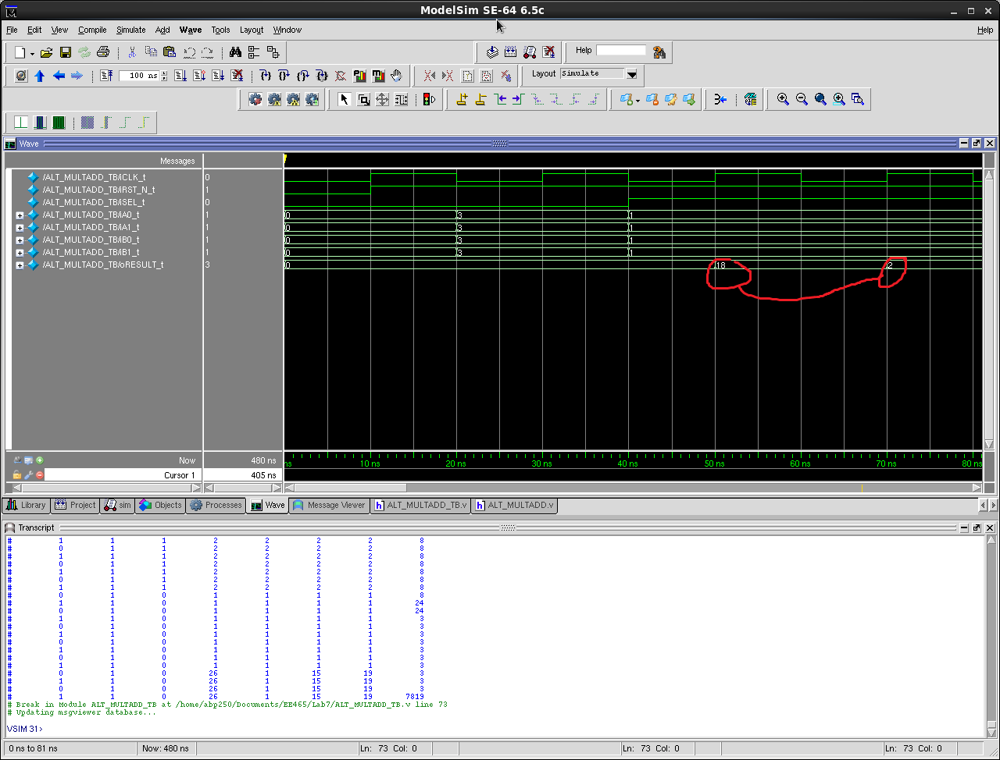 ModelSim SE-64 6.5c
File Edit View Compile Simulate Add Wave Tools Layout Window Help
Help
100 ns Layout Simulate
Wave
Messages
/ALT_MULTADD_TB/iCLK_t 0
/ALT_MULTADD_TB/iRST_N_t 1
/ALT_MULTADD_TB/iSEL_t 0
/ALT_MULTADD_TB/iA0_t 1 0 3 1
/ALT_MULTADD_TB/iA1_t 1 0 3 1
/ALT_MULTADD_TB/iB0_t 1 0 3 1
/ALT_MULTADD_TB/iB1_t 1 0 3 1
/ALT_MULTADD_TB/oRESULT_t 3 0 18 2
Now 480 ns ns 10 ns 20 ns 30 ns 40 ns 50 ns 60 ns 70 ns 80 ns
Cursor 1 405 ns
Library Project sim Objects Processes Wave Message Viewer ALT_MULTADD_TB.v ALT_MULTADD.v
Transcript
# 1 1 1 2 2 2 2 8
# 0 1 1 2 2 2 2 8
# 1 1 1 2 2 2 2 8
# 0 1 1 2 2 2 2 8
# 1 1 1 2 2 2 2 8
# 0 1 1 2 2 2 2 8
# 1 1 1 2 2 2 2 8
# 0 1 0 1 1 1 1 8
# 1 1 0 1 1 1 1 24
# 0 1 0 1 1 1 1 24
# 1 1 0 1 1 1 1 3
# 0 1 0 1 1 1 1 3
# 1 1 0 1 1 1 1 3
# 0 1 0 1 1 1 1 3
# 1 1 0 1 1 1 1 3
# 0 1 0 1 1 1 1 3
# 1 1 0 1 1 1 1 3
# 0 1 0 26 1 15 19 3
# 1 1 0 26 1 15 19 3
# 0 1 0 26 1 15 19 3
# 1 1 0 26 1 15 19 7819
# Break in Module ALT_MULTADD_TB at /home/abp250/Documents/EE465/Lab7/ALT_MULTADD_TB.v line 73
# Updating msgviewer database...
VSIM 31>
0 ns to 81 ns Now: 480 ns Ln: 73 Col: 0 Ln: 73 Col: 0 Ln: 73 Col: 0